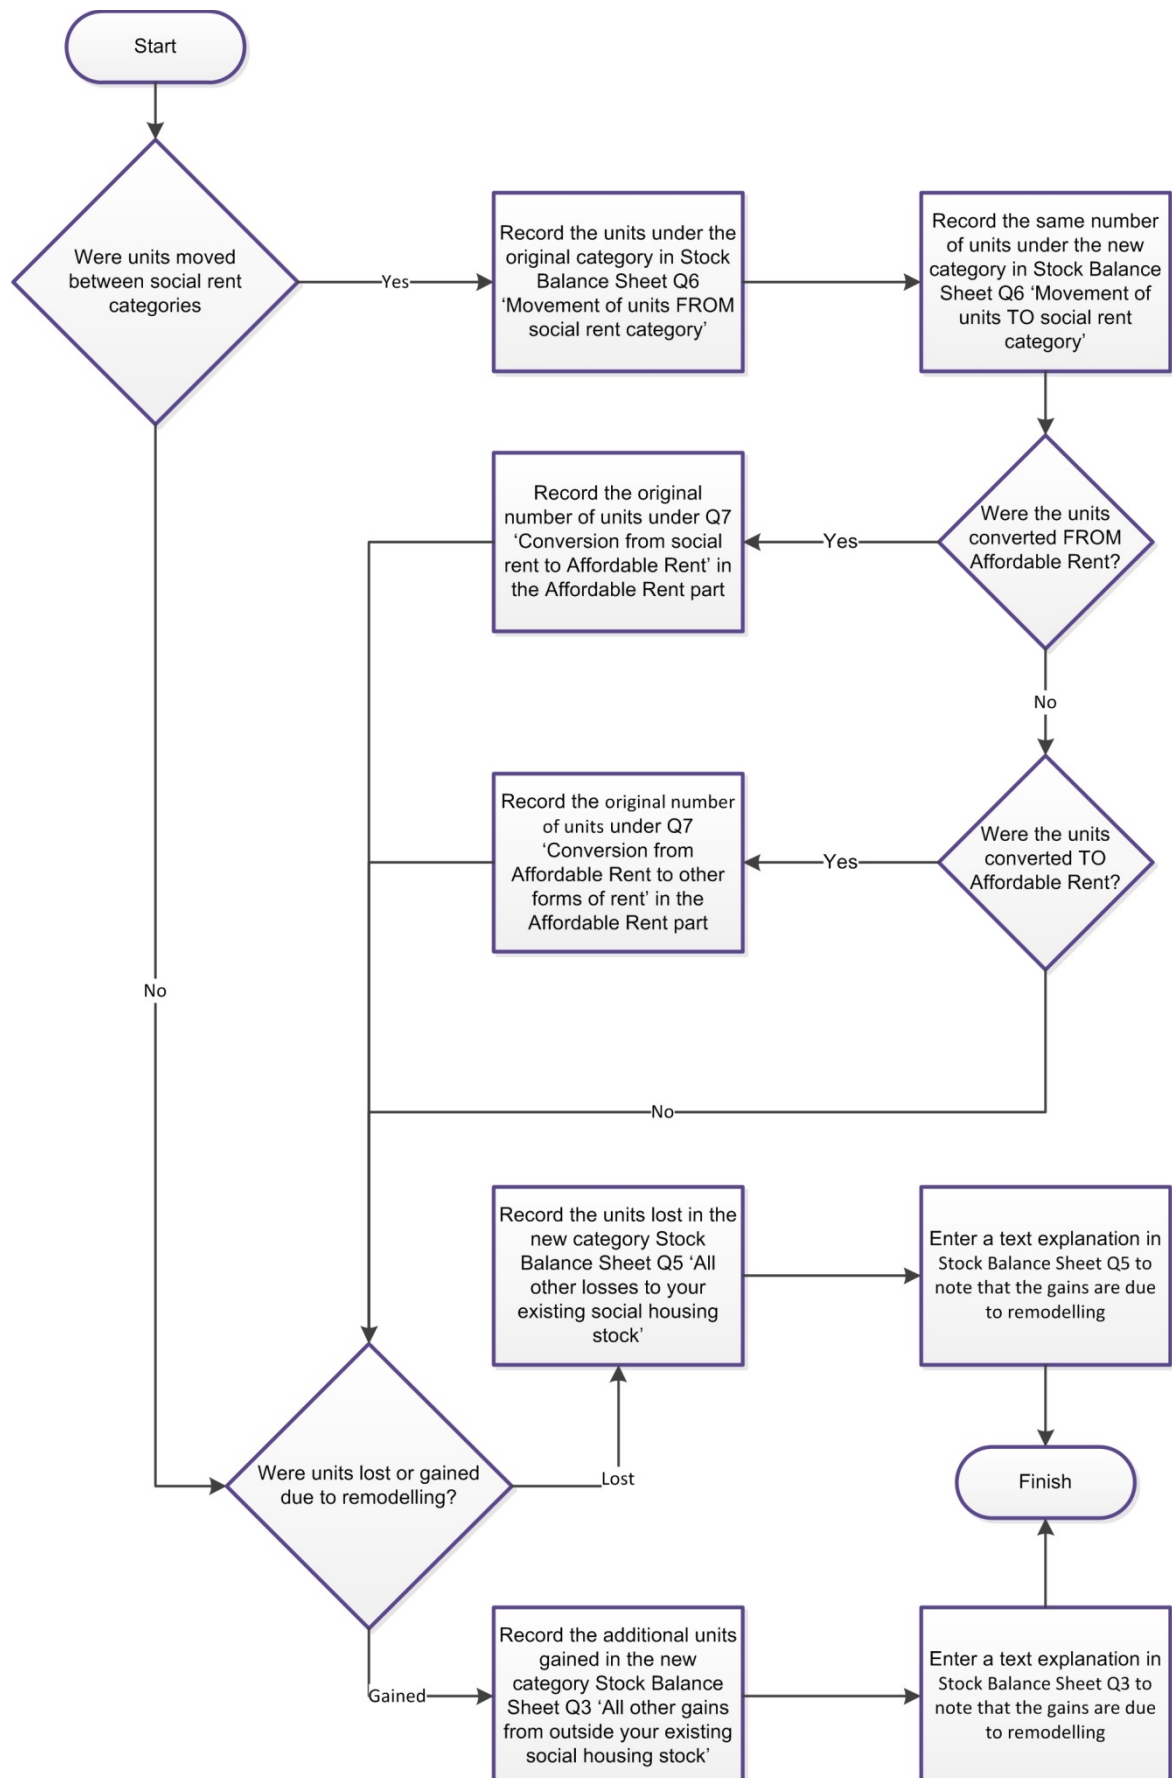 Start
Were units moved
between social rent
categories
Yes
Record the units under the
original category in Stock
Balance Sheet Q6
‘Movement of units FROM
social rent category’
Record the same number
of units under the new
category in Stock Balance
Sheet Q6 ‘Movement of
units TO social rent
category’
Were the units
converted FROM
Affordable Rent?
Yes
Record the original
number of units under Q7
‘Conversion from social
rent to Affordable Rent’ in
the Affordable Rent part
No
Were the units
converted TO
Affordable Rent?
Yes
Record the original number
of units under Q7
‘Conversion from
Affordable Rent to other
forms of rent’ in the
Affordable Rent part
No
No
Were units lost or gained
due to remodelling?
Lost
Record the units lost in the
new category Stock
Balance Sheet Q5 ‘All
other losses to your
existing social housing
stock’
Enter a text explanation in
Stock Balance Sheet Q5 to
note that the gains are due
to remodelling
Finish
Gained
Record the additional units
gained in the new
category Stock Balance
Sheet Q3 ‘All other gains
from outside your existing
social housing stock’
Enter a text explanation in
Stock Balance Sheet Q3 to
note that the gains are due
to remodelling